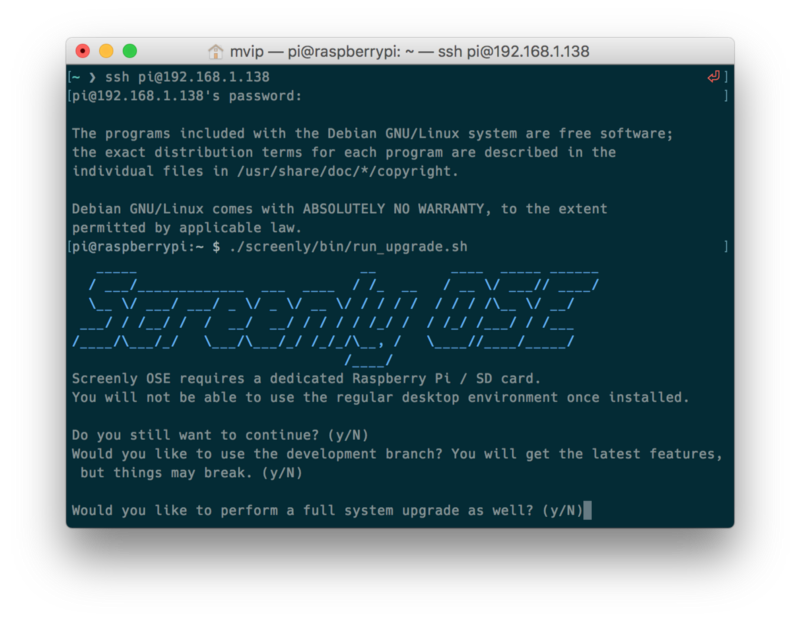 mvip — pi@raspberrypi: ~ — ssh pi@192.168.1.138
[~ ❯ ssh pi@192.168.1.138 ]
[pi@192.168.1.138's password: ]
The programs included with the Debian GNU/Linux system are free software;
the exact distribution terms for each program are described in the
individual files in /usr/share/doc/*/copyright.
Debian GNU/Linux comes with ABSOLUTELY NO WARRANTY, to the extent
permitted by applicable law.
[pi@raspberrypi:~ $ ./screenly/bin/run_upgrade.sh ]
Screenly OSE
Screenly OSE requires a dedicated Raspberry Pi / SD card.
You will not be able to use the regular desktop environment once installed.
Do you still want to continue? (y/N)
Would you like to use the development branch? You will get the latest features,
but things may break. (y/N)
Would you like to perform a full system upgrade as well? (y/N)